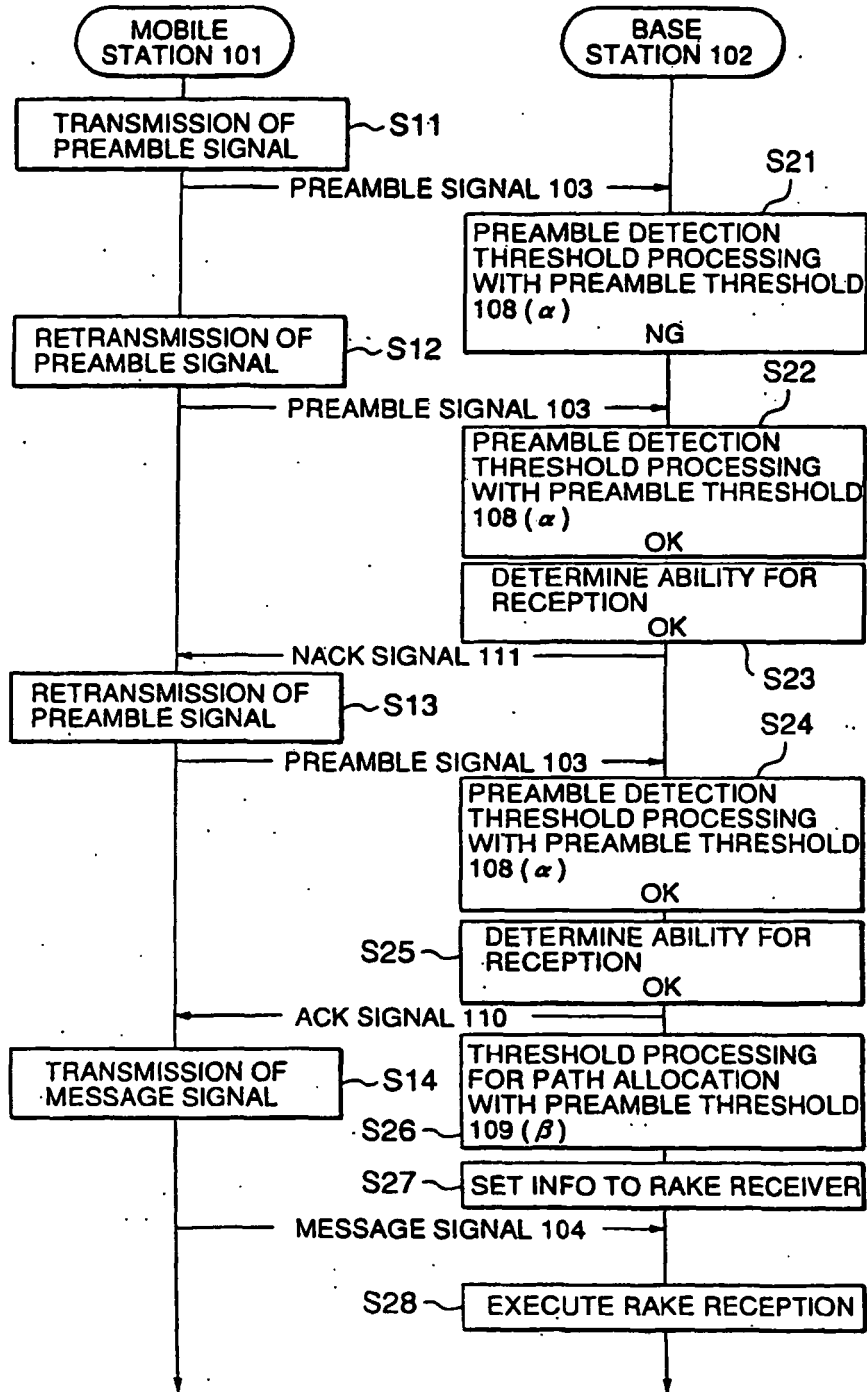 MOBILE
STATION 101
BASE
STATION 102
TRANSMISSION OF
PREAMBLE SIGNAL
S11
PREAMBLE SIGNAL 103
S21
PREAMBLE DETECTION
THRESHOLD PROCESSING
WITH PREAMBLE THRESHOLD
108 (α)
NG
RETRANSMISSION OF
PREAMBLE SIGNAL
S12
PREAMBLE SIGNAL 103
S22
PREAMBLE DETECTION
THRESHOLD PROCESSING
WITH PREAMBLE THRESHOLD
108 (α)
OK
DETERMINE ABILITY FOR
RECEPTION
OK
S23
NACK SIGNAL 111
RETRANSMISSION OF
PREAMBLE SIGNAL
S13
PREAMBLE SIGNAL 103
S24
PREAMBLE DETECTION
THRESHOLD PROCESSING
WITH PREAMBLE THRESHOLD
108 (α)
OK
S25
DETERMINE ABILITY FOR
RECEPTION
OK
ACK SIGNAL 110
TRANSMISSION OF
MESSAGE SIGNAL
S14
THRESHOLD PROCESSING
FOR PATH ALLOCATION
WITH PREAMBLE THRESHOLD
109 (β)
S26
S27
SET INFO TO RAKE RECEIVER
MESSAGE SIGNAL 104
S28
EXECUTE RAKE RECEPTION